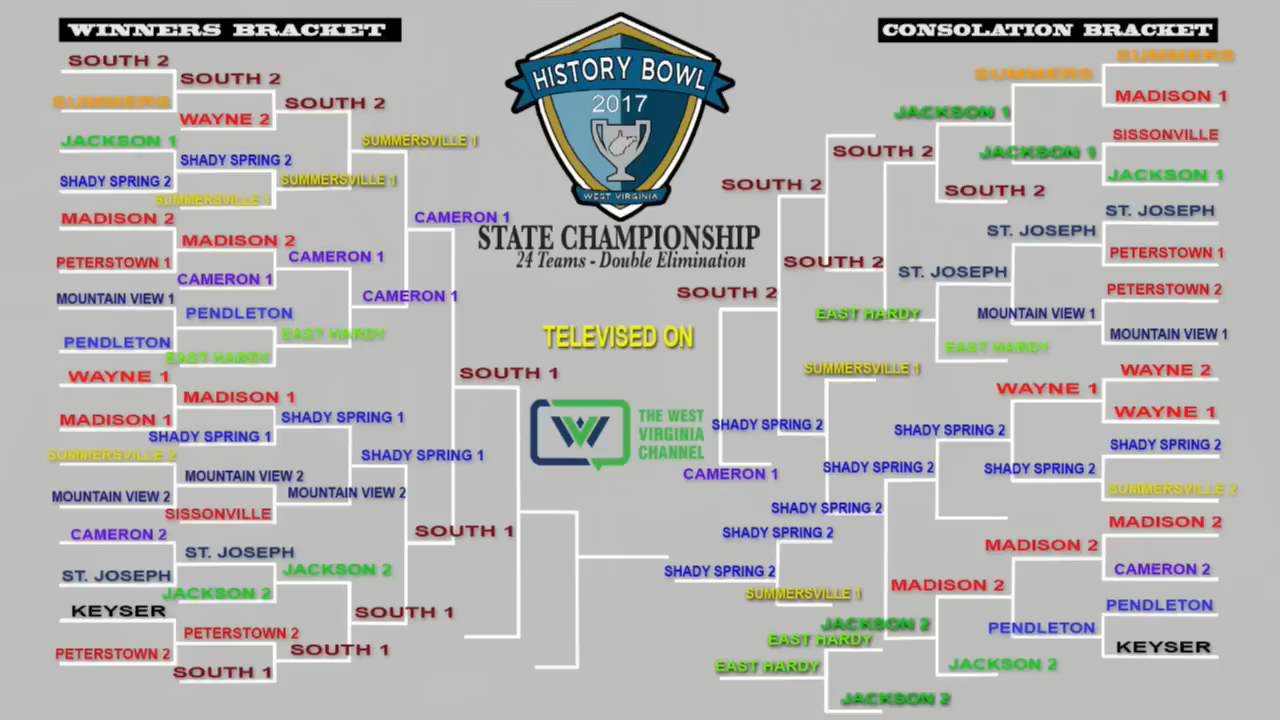 WINNERS BRACKET
SOUTH 2
SUMMERS
JACKSON 1
SHADY SPRING 2
MADISON 2
PETERSTOWN 1
MOUNTAIN VIEW 1
PENDLETON
WAYNE 1
MADISON 1
SUMMERSVILLE 2
MOUNTAIN VIEW 2
CAMERON 2
ST. JOSEPH
KEYSER
PETERSTOWN 2
SOUTH 2
WAYNE 2
SHADY SPRING 2
SUMMERSVILLE 1
MADISON 2
CAMERON 1
PENDLETON
EAST HARDY
MADISON 1
SHADY SPRING 1
MOUNTAIN VIEW 2
SISSONVILLE
ST. JOSEPH
JACKSON 2
PETERSTOWN 2
SOUTH 1
SOUTH 2
SUMMERSVILLE 1
CAMERON 1
EAST HARDY
SHADY SPRING 1
MOUNTAIN VIEW 2
JACKSON 2
SOUTH 1
SUMMERSVILLE 1
CAMERON 1
SHADY SPRING 1
SOUTH 1
CAMERON 1
SOUTH 1
SOUTH 1
HISTORY BOWL
2017
WEST VIRGINIA
STATE CHAMPIONSHIP
24 Teams - Double Elimination
TELEVISED ON
THE WEST
VIRGINIA
CHANNEL
CONSOLATION BRACKET
SUMMERS
MADISON 1
SISSONVILLE
JACKSON 1
ST. JOSEPH
PETERSTOWN 1
PETERSTOWN 2
MOUNTAIN VIEW 1
WAYNE 2
WAYNE 1
SHADY SPRING 2
SUMMERSVILLE 2
MADISON 2
CAMERON 2
PENDLETON
KEYSER
SUMMERS
JACKSON 1
ST. JOSEPH
MOUNTAIN VIEW 1
WAYNE 1
SHADY SPRING 2
MADISON 2
PENDLETON
JACKSON 1
SOUTH 2
ST. JOSEPH
EAST HARDY
SHADY SPRING 2
MADISON 2
JACKSON 2
SOUTH 2
EAST HARDY
SHADY SPRING 2
JACKSON 2
SOUTH 2
SOUTH 2
SUMMERSVILLE 1
SHADY SPRING 2
SHADY SPRING 2
SOUTH 2
CAMERON 1
SHADY SPRING 2
SUMMERSVILLE 1
SHADY SPRING 2
EAST HARDY
JACKSON 2
EAST HARDY